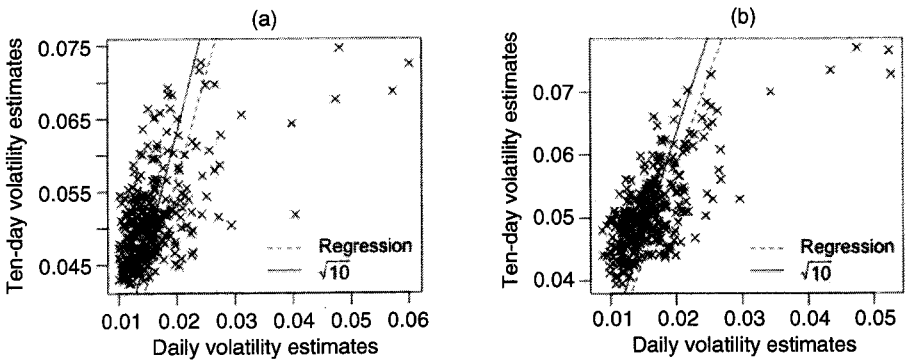 (a)
Ten-day volatility estimates
0.075
0.065
0.055
0.045
Regression
√10
0.01 0.02 0.03 0.04 0.05 0.06
Daily volatility estimates
(b)
Ten-day volatility estimates
0.07
0.06
0.05
0.04
Regression
√10
0.01 0.02 0.03 0.04 0.05
Daily volatility estimates